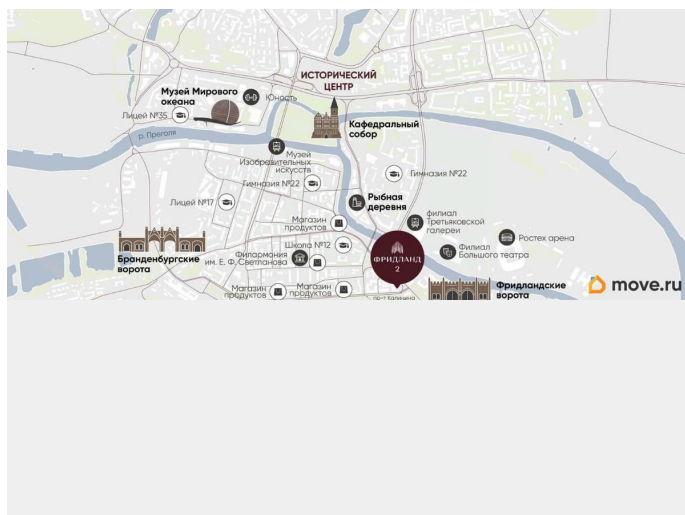 ИСТОРИЧЕСКИЙ
ЦЕНТР
Музей Мирового
океана
Юность
Лицей №35
Кафедральный
собор
р. Преголя
Музей
Изобразительных
искусств
Гимназия №22
Гимназия №22
Лицей №17
Рыбная
деревня
Магазин
продуктов
филиал
Третьяковской
галереи
Ростех арена
Школа №12
Филиал
Большого театра
Бранденбургские
ворота
Филармония
им. Е. Ф. Светланова
ФРИДЛАНД
2
Магазин
продуктов
Магазин
продуктов
пр-т Калинина
Фридландские
ворота
move.ru